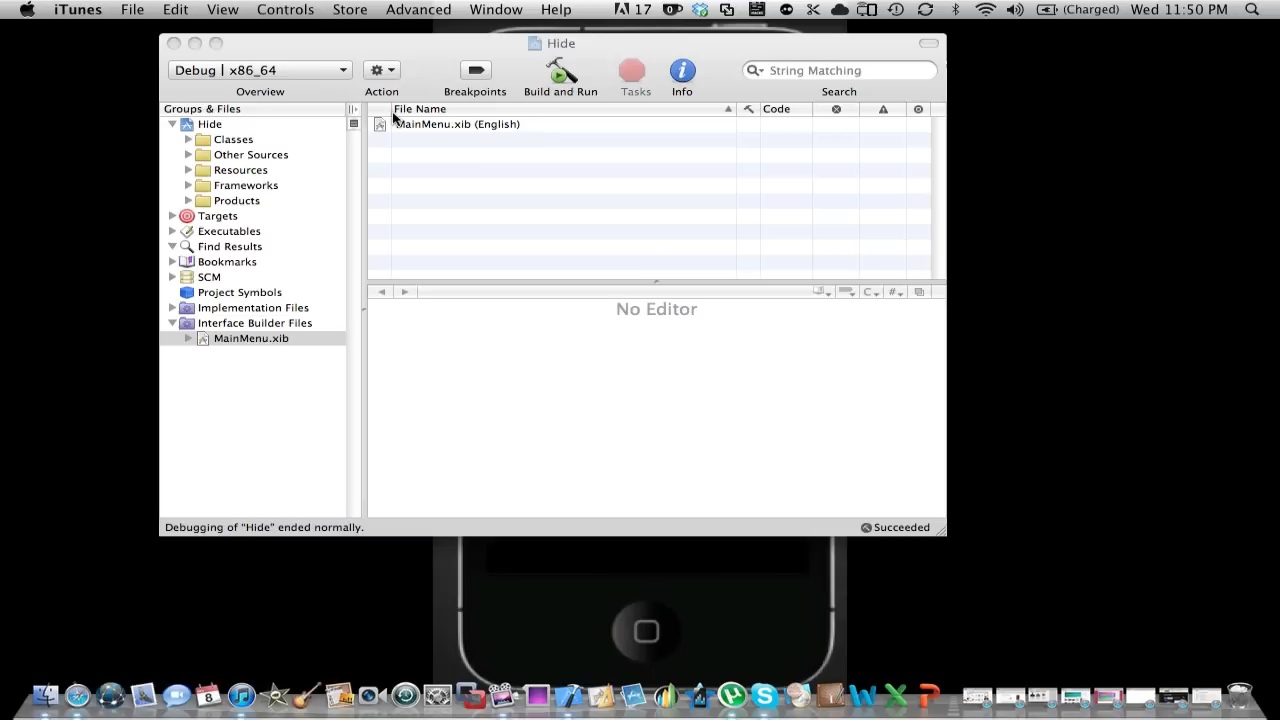 iTunes File Edit View Controls Store Advanced Window Help 17 (Charged) Wed 11:50 PM
Hide
Debug | x86_64
String Matching
Overview Action Breakpoints Build and Run Tasks Info Search
Groups & Files File Name Code
Hide MainMenu.xib (English)
Classes
Other Sources
Resources
Frameworks
Products
Targets
Executables
Find Results
Bookmarks
SCM
Project Symbols C #
Implementation Files No Editor
Interface Builder Files
MainMenu.xib
Debugging of "Hide" ended normally. Succeeded
8